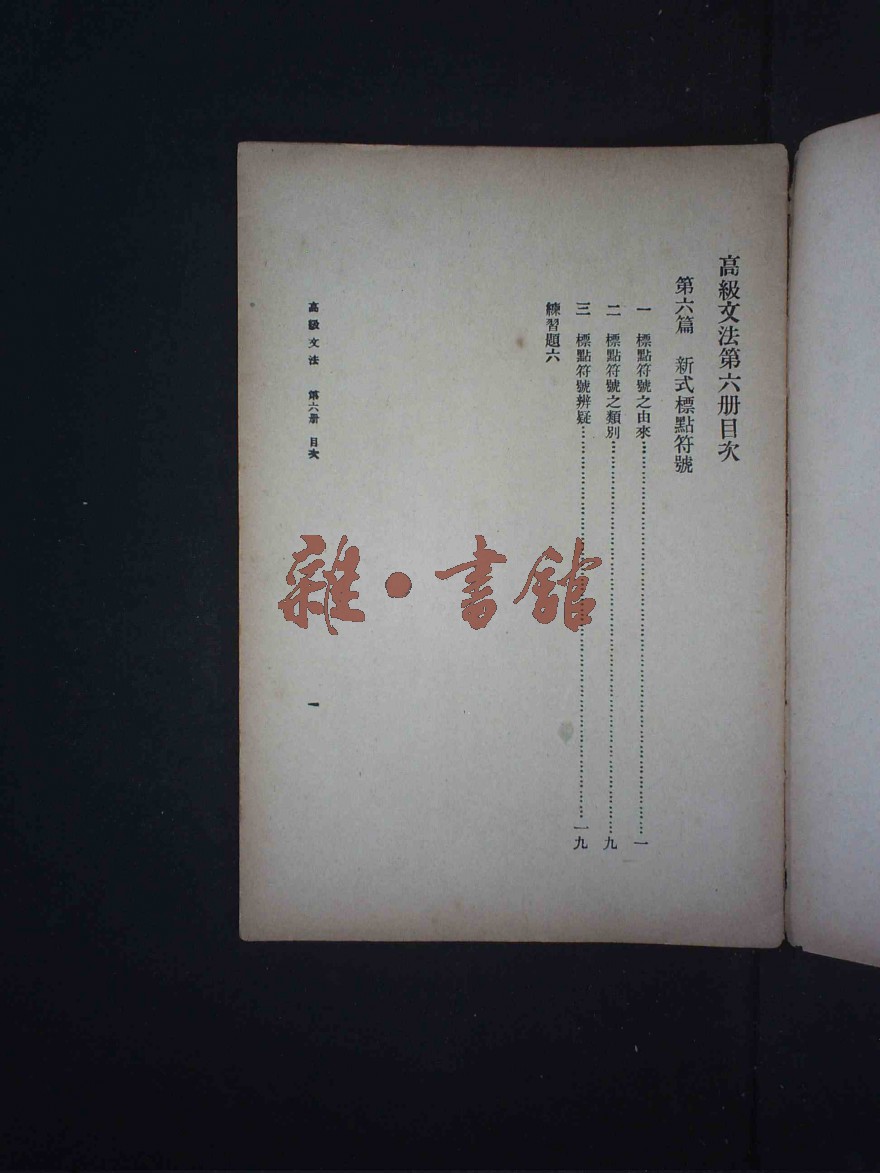 高級文法第六册目次
第六篇　新式標點符號
一　標點符號之由來……………………一
二　標點符號之類別……………………九
三　標點符號辨疑……………………一九
練習題六
高級文法　第六册　目次　一
雜·書館